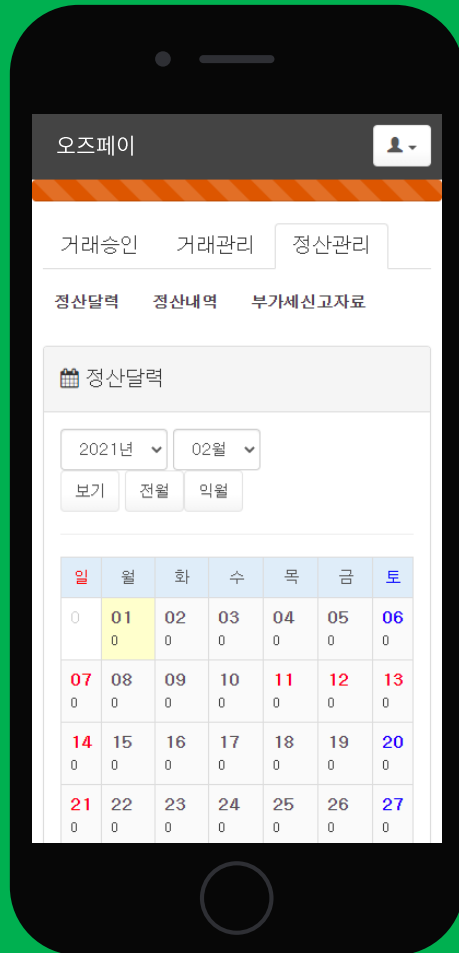 오즈페이
거래승인 거래관리 정산관리
정산달력 정산내역 부가세신고자료
정산달력
2021년 02월
보기 전월 익월
일 월 화 수 목 금 토
0 01 02 03 04 05 06
0 0 0 0 0 0
07 08 09 10 11 12 13
0 0 0 0 0 0 0
14 15 16 17 18 19 20
0 0 0 0 0 0 0
21 22 23 24 25 26 27
0 0 0 0 0 0 0